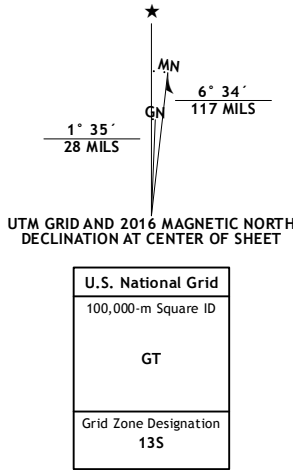 ★
MN
6° 34´
117 MILS
GN
1° 35´
28 MILS
UTM GRID AND 2016 MAGNETIC NORTH
DECLINATION AT CENTER OF SHEET
U.S. National Grid
100,000-m Square ID
GT
Grid Zone Designation
13S